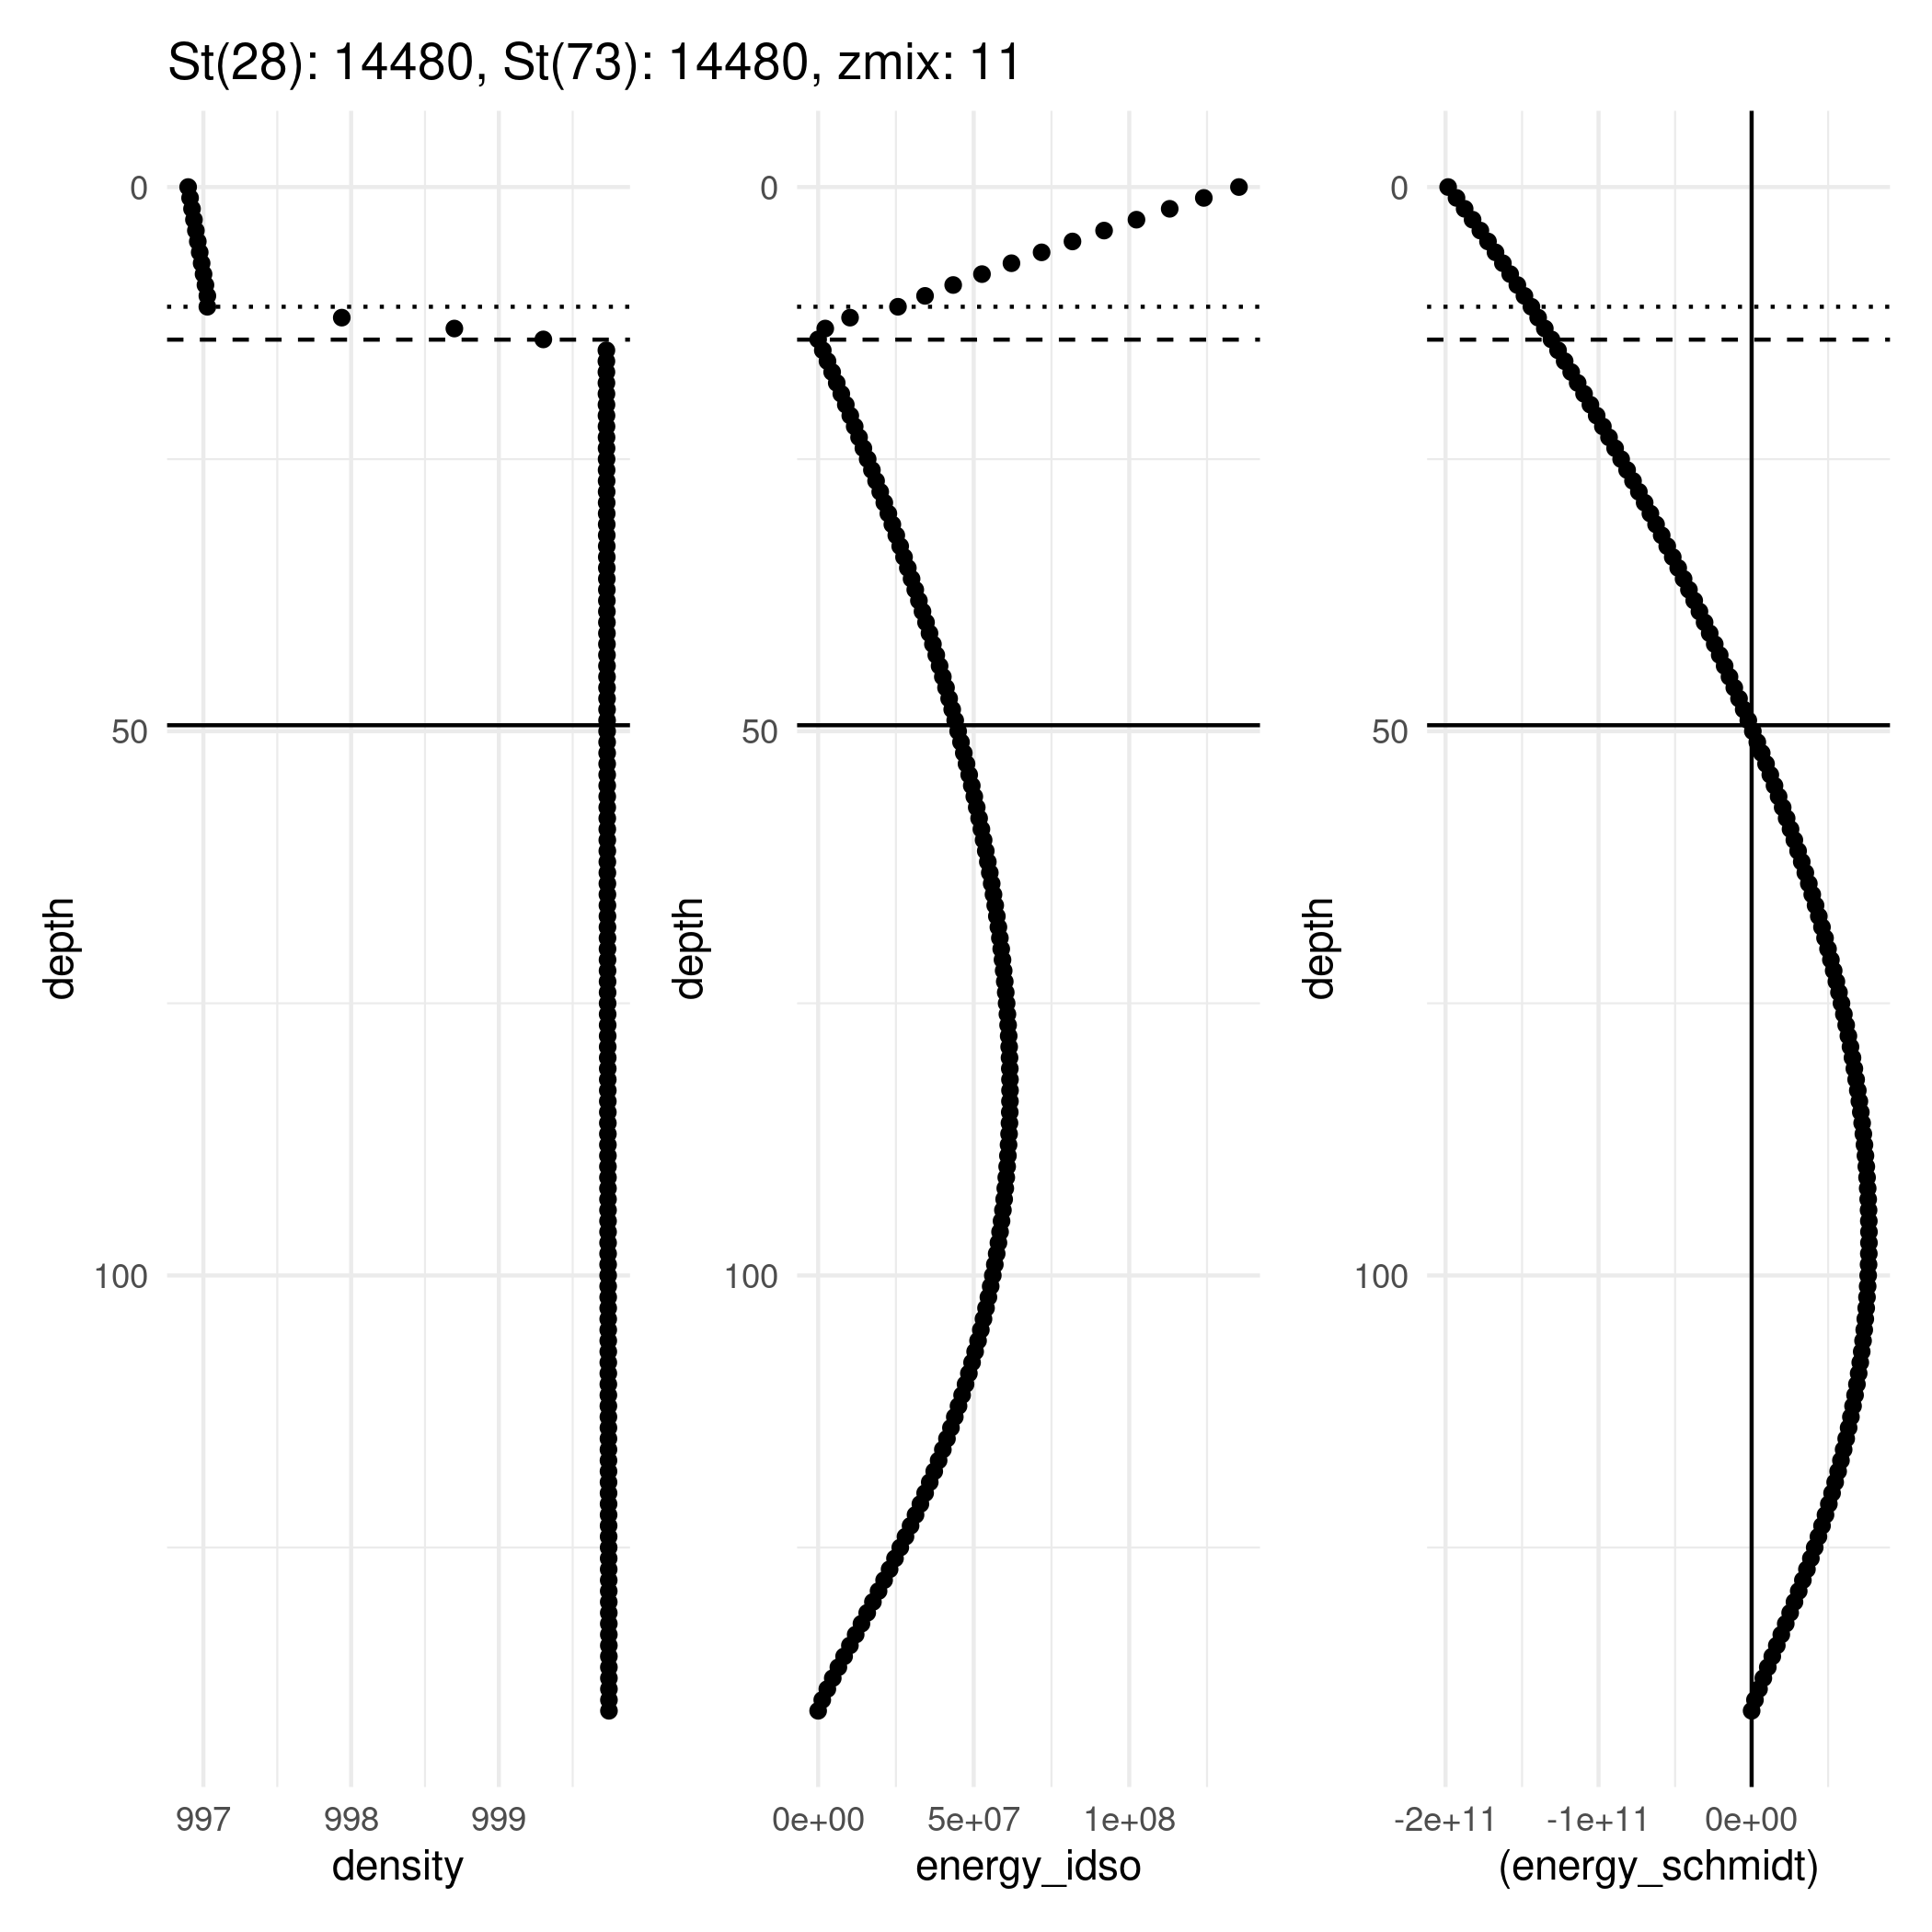 St(28): 14480, St(73): 14480, zmix: 11
0
50
100
depth
997 998 999
density
0
50
100
depth
0e+00 5e+07 1e+08
energy_idso
0
50
100
depth
-2e+11 -1e+11 0e+00
(energy_schmidt)